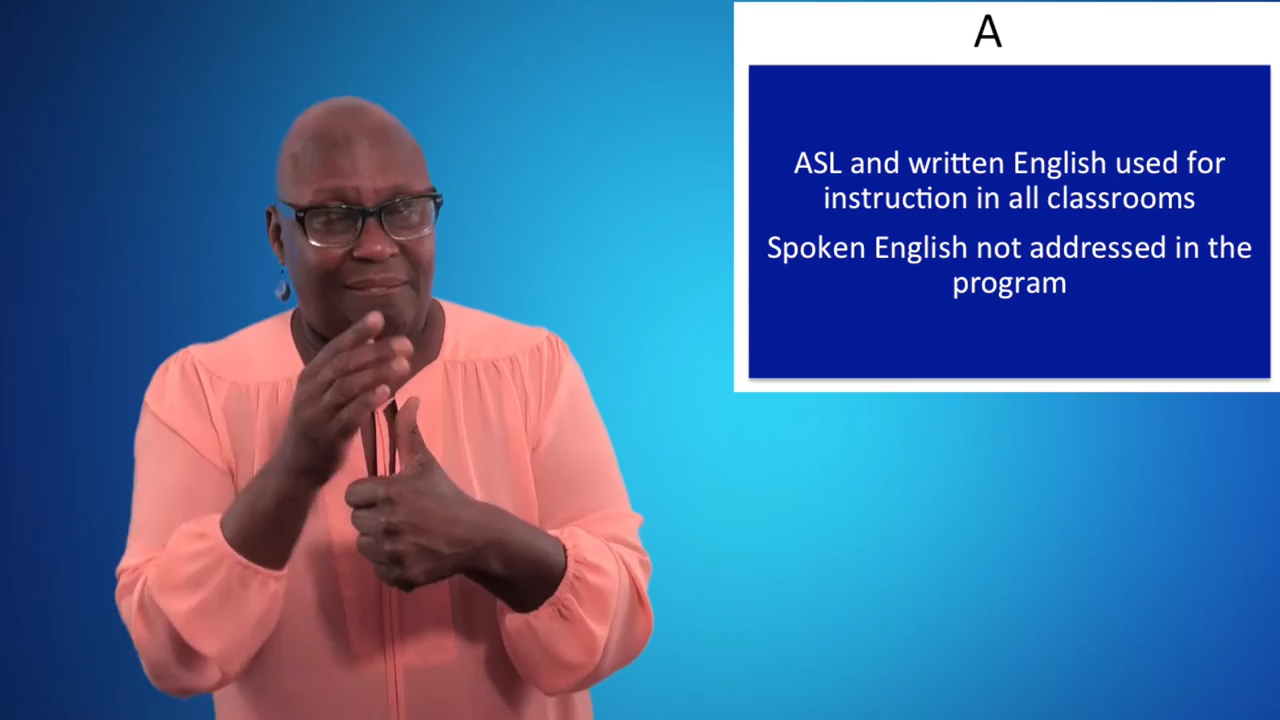 A
ASL and written English used for
instruction in all classrooms
Spoken English not addressed in the
program